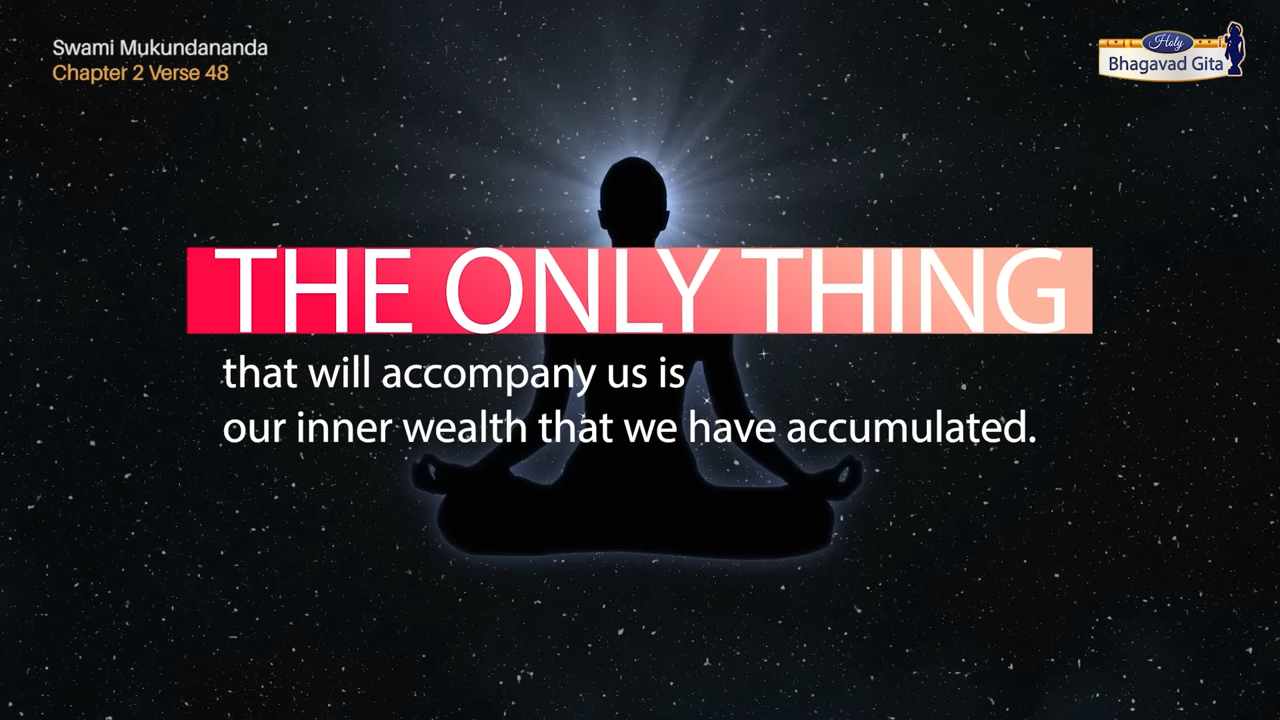 Swami Mukundananda
Chapter 2 Verse 48
Holy
Bhagavad Gita
THE ONLY THING
that will accompany us is
our inner wealth that we have accumulated.